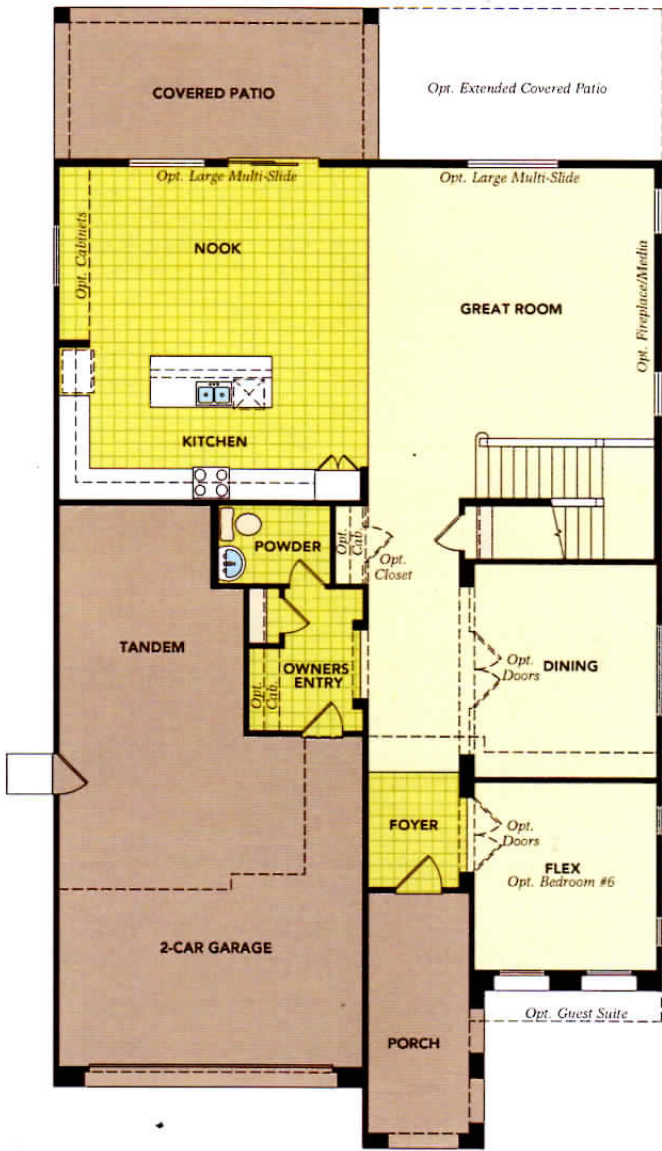 COVERED PATIO
Opt. Extended Covered Patio
Opt. Large Multi-Slide
Opt. Large Multi-Slide
Opt. Cabinets
NOOK
GREAT ROOM
Opt. Fireplace/Media
KITCHEN
POWDER
Opt.
Cab.
Opt.
Closet
TANDEM
OWNERS
ENTRY
Opt.
Cab.
Opt.
Doors
DINING
FOYER
Opt.
Doors
FLEX
Opt. Bedroom #6
2-CAR GARAGE
Opt. Guest Suite
PORCH